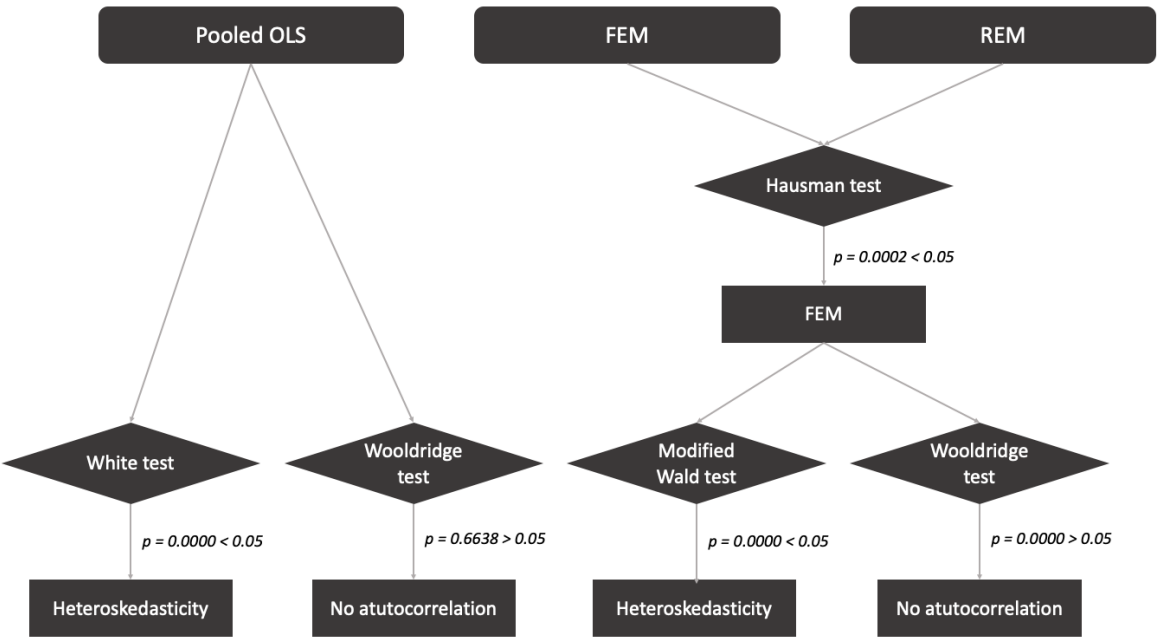 Pooled OLS
FEM
REM
Hausman test
p = 0.0002 < 0.05
FEM
White test
Wooldridge
test
Modified
Wald test
Wooldridge
test
p = 0.0000 < 0.05
p = 0.6638 > 0.05
p = 0.0000 < 0.05
p = 0.0000 > 0.05
Heteroskedasticity
No atutocorrelation
Heteroskedasticity
No atutocorrelation